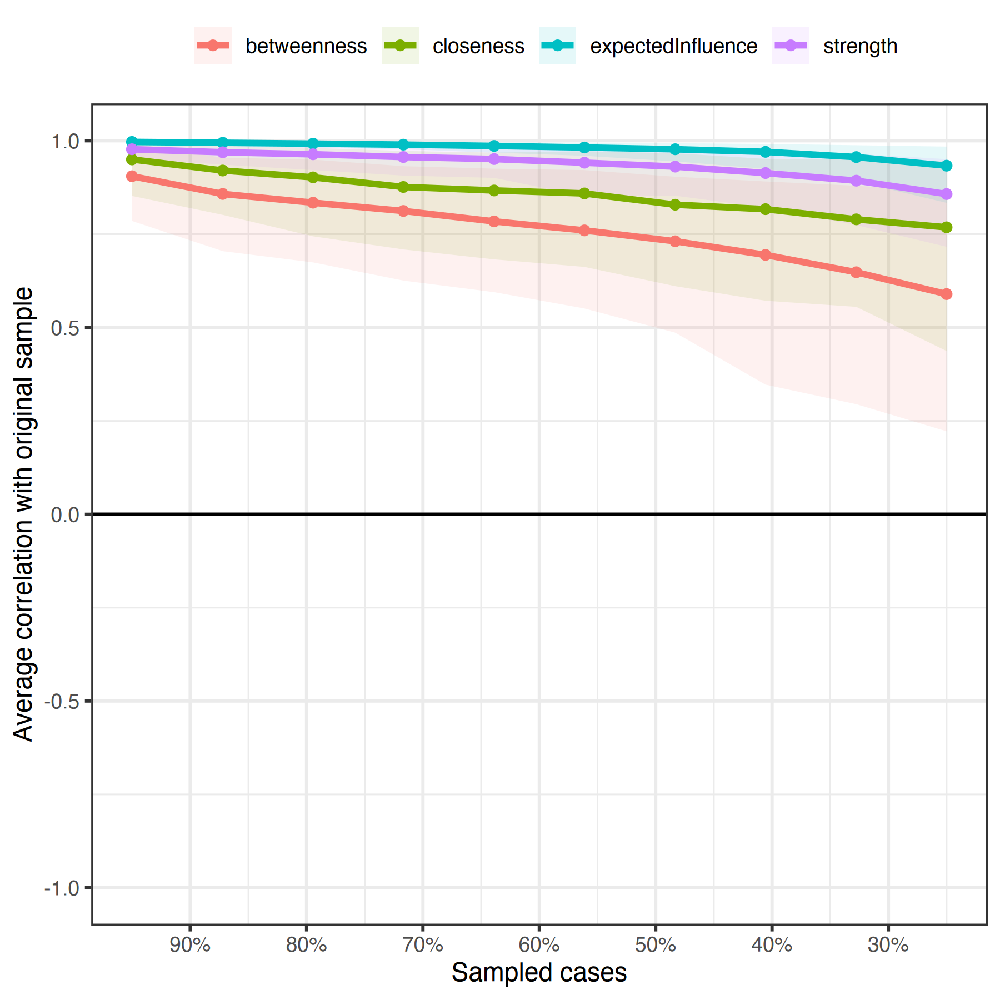 betweenness closeness expectedInfluence strength
1.0
0.5
0.0
-0.5
-1.0
Average correlation with original sample
90% 80% 70% 60% 50% 40% 30%
Sampled cases